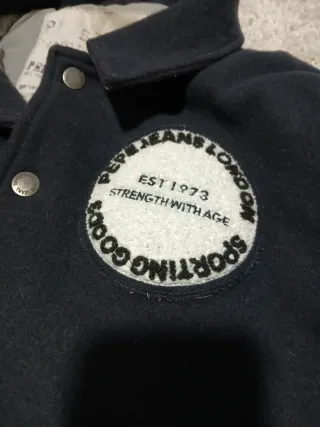 PEPE JEANS LONDON
EST 1973
STRENGTH WITH AGE
SPORTING GOODS